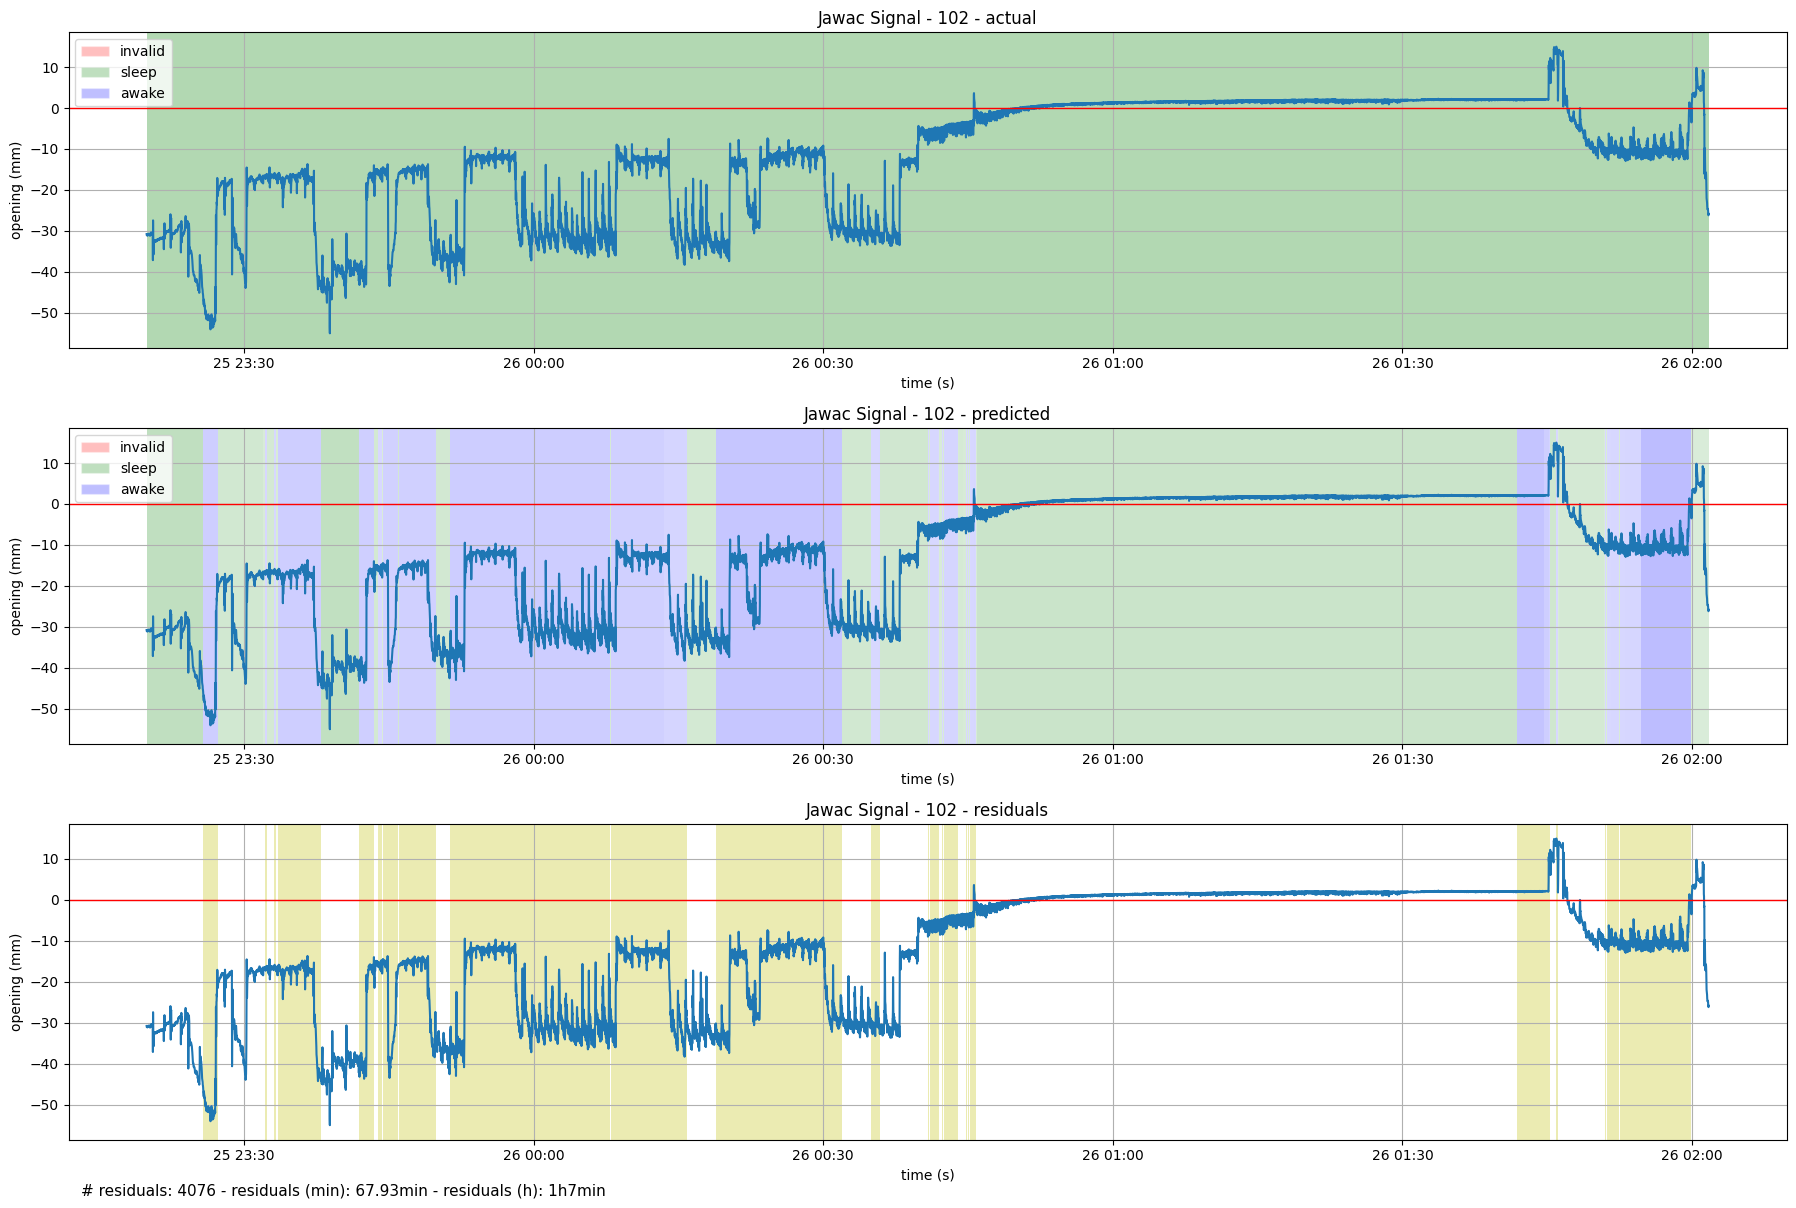 Jawac Signal - 102 - actual
invalid
sleep
awake
10
0
−10
−20
−30
−40
−50
opening (mm)
25 23:30 26 00:00 26 00:30 26 01:00 26 01:30 26 02:00
time (s)
Jawac Signal - 102 - predicted
invalid
sleep
awake
10
0
−10
−20
−30
−40
−50
opening (mm)
25 23:30 26 00:00 26 00:30 26 01:00 26 01:30 26 02:00
time (s)
Jawac Signal - 102 - residuals
10
0
−10
−20
−30
−40
−50
opening (mm)
25 23:30 26 00:00 26 00:30 26 01:00 26 01:30 26 02:00
time (s)
# residuals: 4076 - residuals (min): 67.93min - residuals (h): 1h7min